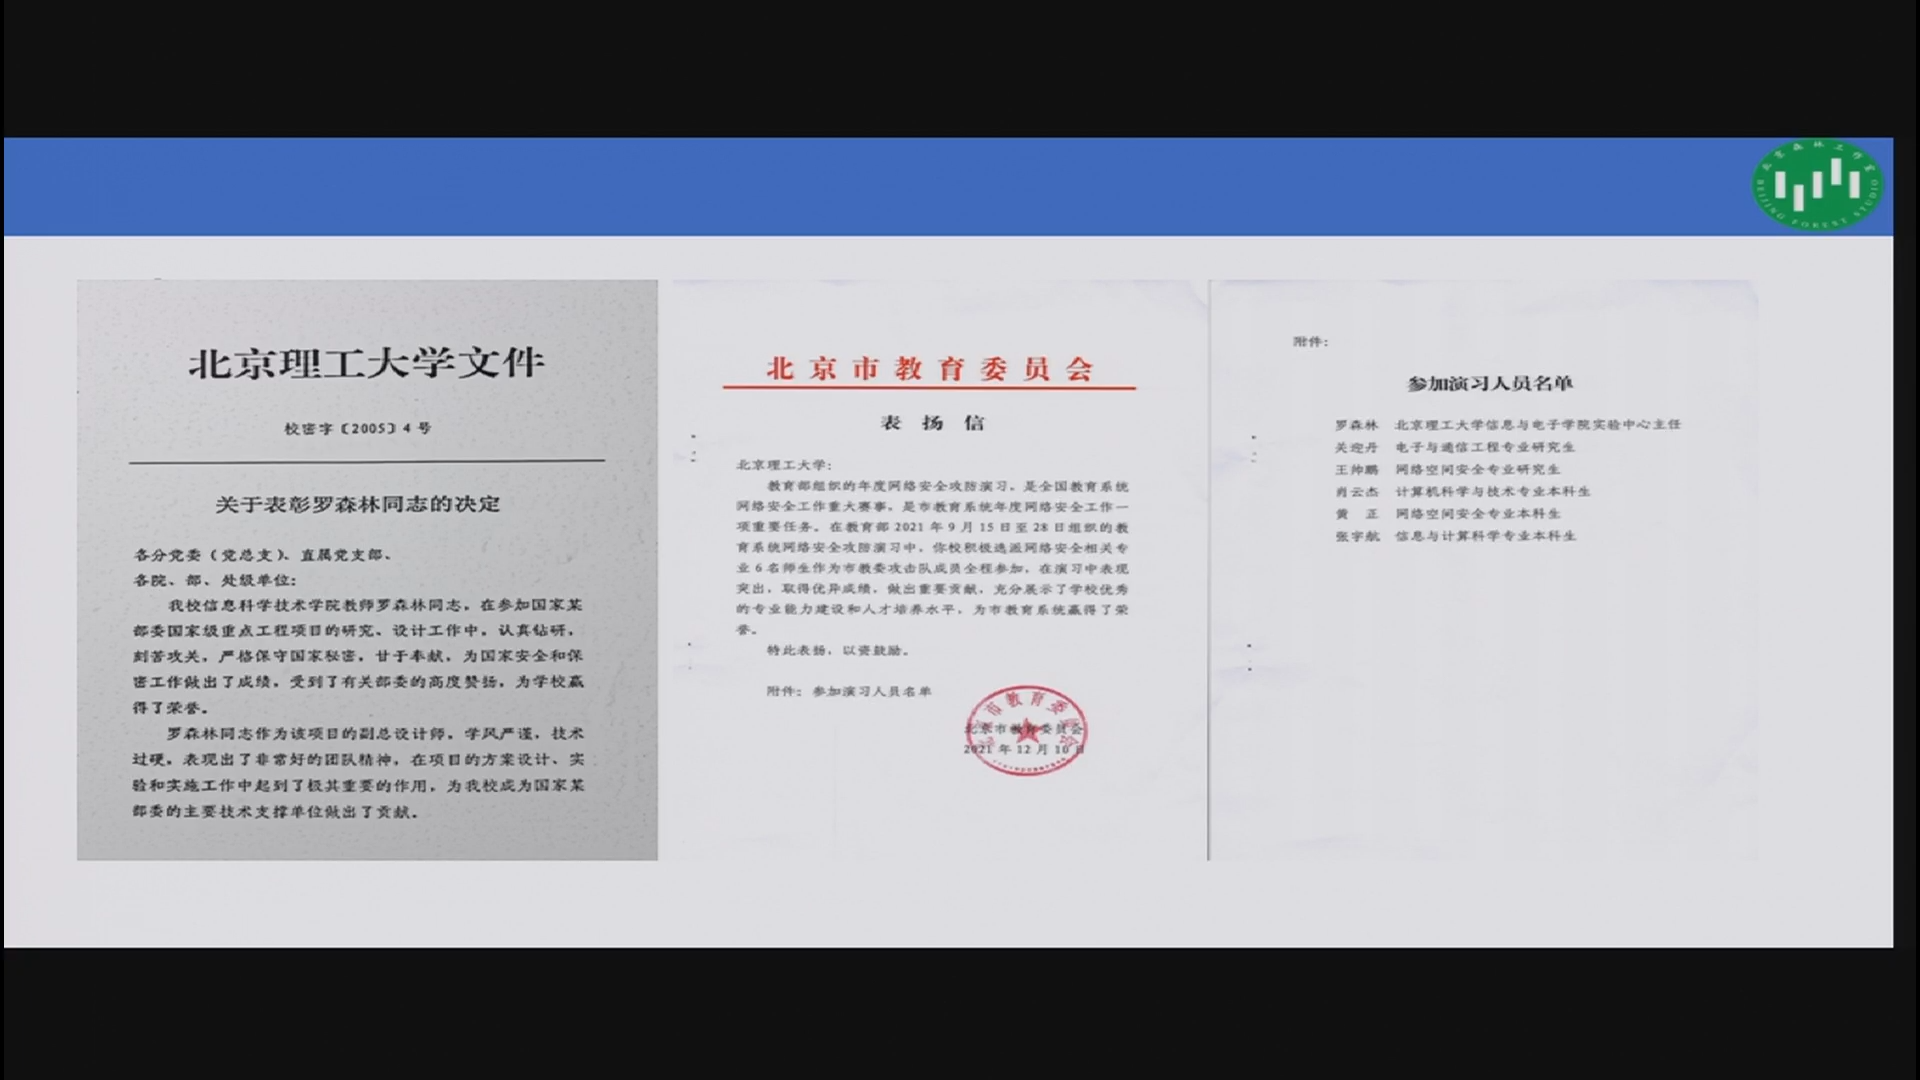 北京森林工作室
BEIJING FOREST STUDIO
北京理工大学文件
校密字〔2005〕4 号
关于表彰罗森林同志的决定
各分党委（党总支）、直属党支部、
各院、部、处级单位：
我校信息科学技术学院教师罗森林同志，在参加国家某
部委国家级重点工程项目的研究、设计工作中，认真钻研，
刻苦攻关，严格保守国家秘密，甘于奉献，为国家安全和保
密工作做出了成绩，受到了有关部委的高度赞扬，为学校赢
得了荣誉。
罗森林同志作为该项目的副总设计师，学风严谨，技术
过硬，表现出了非常好的团队精神，在项目的方案设计、实
验和实施工作中起到了极其重要的作用，为我校成为国家某
部委的主要技术支撑单位做出了贡献。
北京市教育委员会
表扬信
北京理工大学：
教育部组织的年度网络安全攻防演习，是全国教育系统
网络安全工作重大赛事，是市教育系统年度网络安全工作一
项重要任务。在教育部 2021 年 9 月 15 日至 28 日组织的教
育系统网络安全攻防演习中，你校积极选派网络安全相关专
业 6 名师生作为市教委攻击队成员全程参加，在演习中表现
突出，取得优异成绩，做出重要贡献，充分展示了学校优秀
的专业能力建设和人才培养水平，为市教育系统赢得了荣
誉。
特此表扬，以资鼓励。
附件：参加演习人员名单
北京市教育委员会
2021 年 12 月 10 日
附件：
参加演习人员名单
罗森林 北京理工大学信息与电子学院实验中心主任
关迎丹 电子与通信工程专业研究生
王帅鹏 网络空间安全专业研究生
肖云杰 计算机科学与技术专业本科生
黄 正 网络空间安全专业本科生
张宇航 信息与计算科学专业本科生